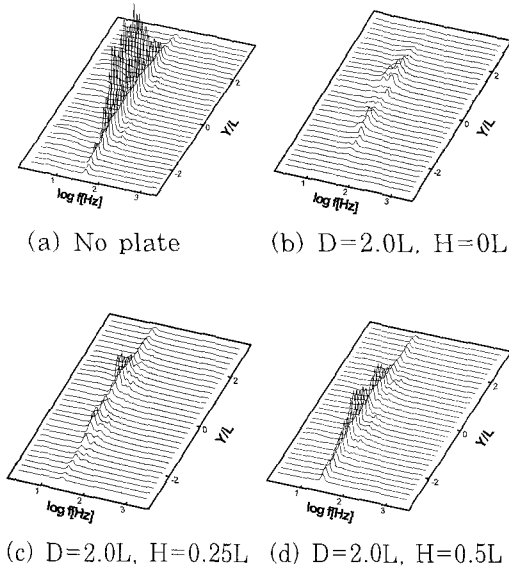 2
0
Y/L
-2
1
2
3
log f[Hz]
(a) No plate
2
0
Y/L
-2
1
2
3
log f[Hz]
(b) D=2.0L, H=0L
2
0
Y/L
-2
1
2
3
log f[Hz]
(c) D=2.0L, H=0.25L
2
0
Y/L
-2
1
2
3
log f[Hz]
(d) D=2.0L, H=0.5L